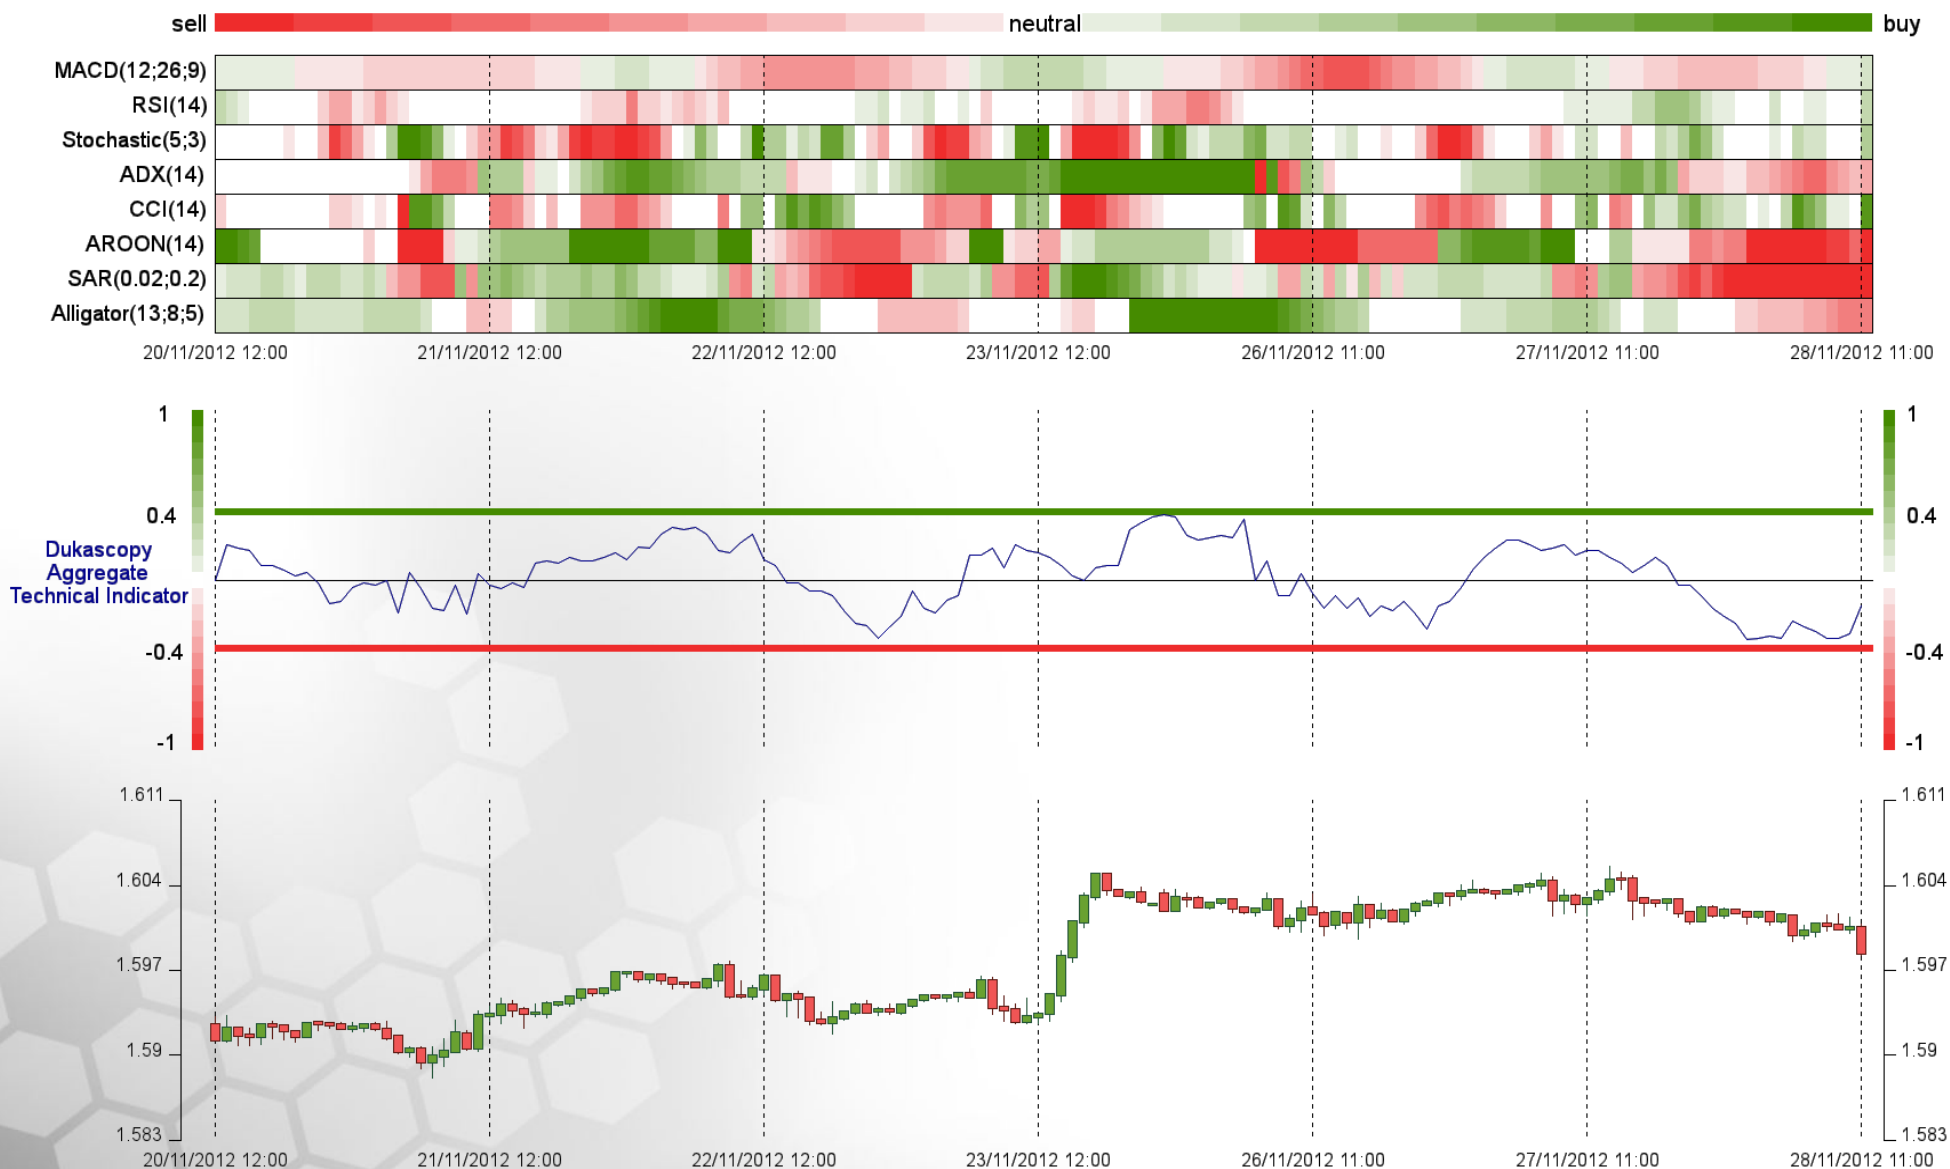 sell neutral buy
MACD(12;26;9)
RSI(14)
Stochastic(5;3)
ADX(14)
CCI(14)
AROON(14)
SAR(0.02;0.2)
Alligator(13;8;5)
20/11/2012 12:00 21/11/2012 12:00 22/11/2012 12:00 23/11/2012 12:00 26/11/2012 11:00 27/11/2012 11:00 28/11/2012 11:00
1 1
0.4 0.4
Dukascopy
Aggregate
Technical Indicator
-0.4 -0.4
-1 -1
1.611 1.611
1.604 1.604
1.597 1.597
1.59 1.59
1.583 1.583
20/11/2012 12:00 21/11/2012 12:00 22/11/2012 12:00 23/11/2012 12:00 26/11/2012 11:00 27/11/2012 11:00 28/11/2012 11:00